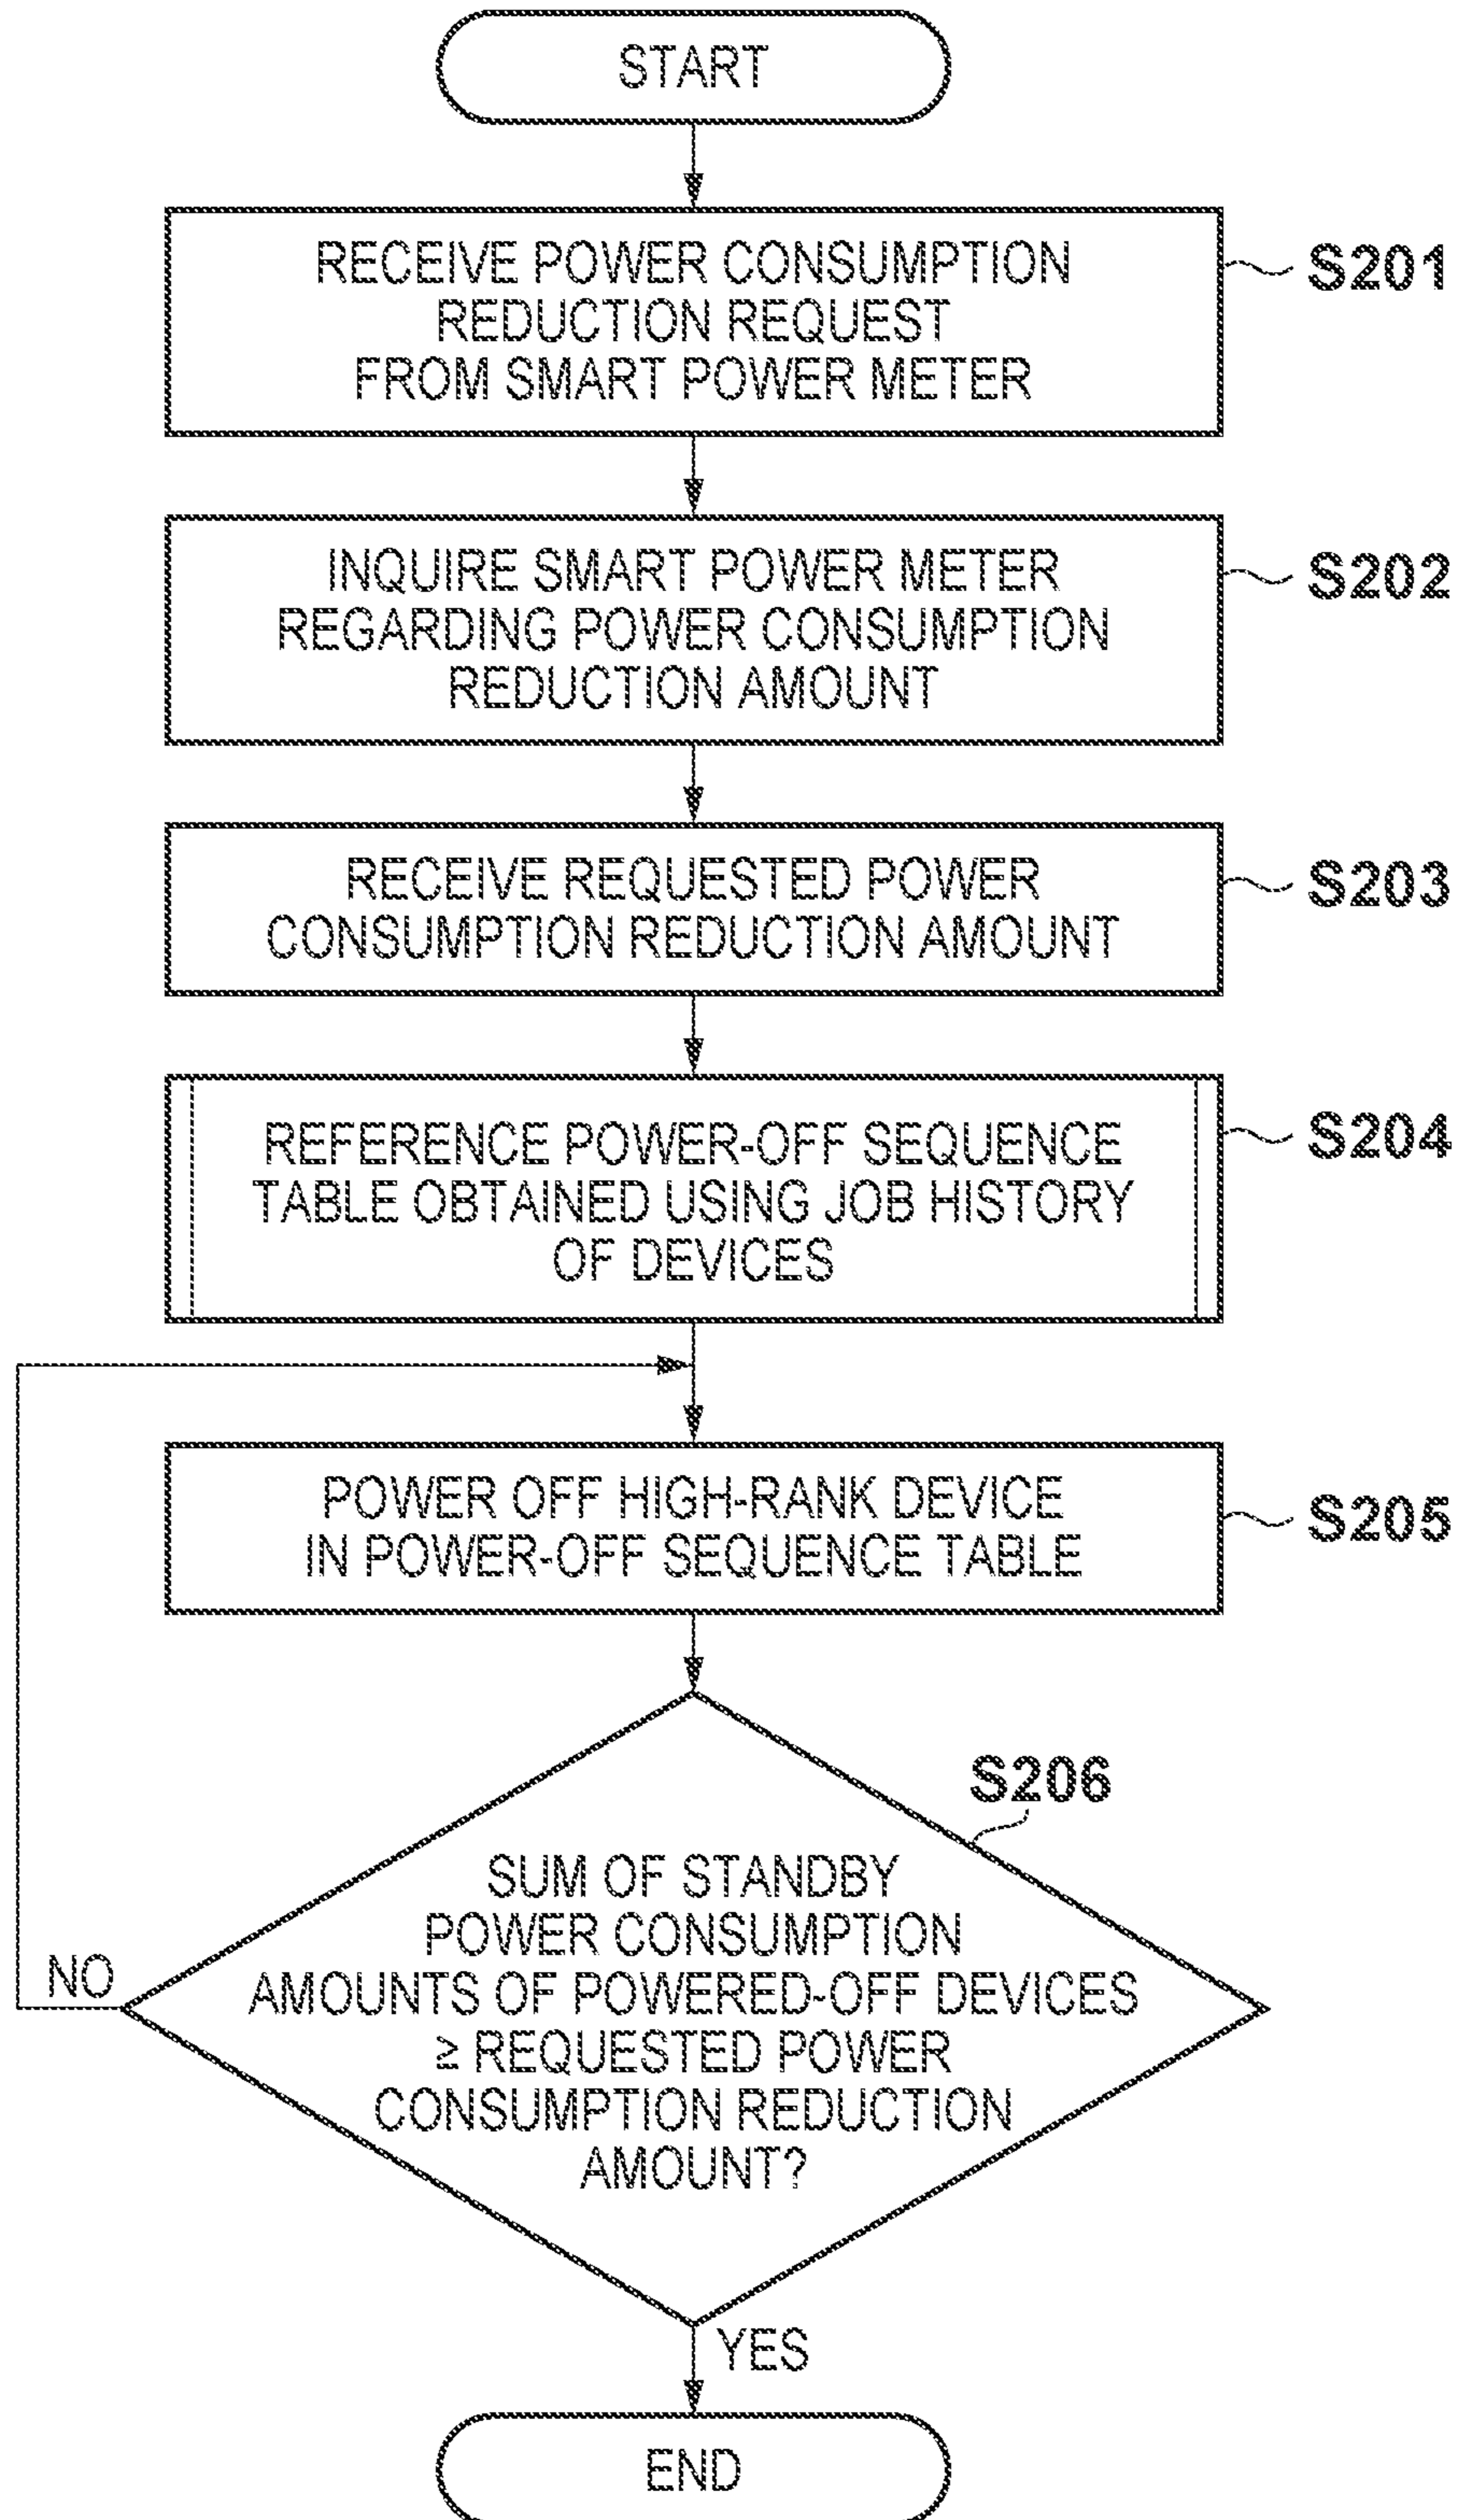 START
RECEIVE POWER CONSUMPTION
REDUCTION REQUEST
FROM SMART POWER METER
S201
INQUIRE SMART POWER METER
REGARDING POWER CONSUMPTION
REDUCTION AMOUNT
S202
RECEIVE REQUESTED POWER
CONSUMPTION REDUCTION AMOUNT
S203
REFERENCE POWER-OFF SEQUENCE
TABLE OBTAINED USING JOB HISTORY
OF DEVICES
S204
POWER OFF HIGH-RANK DEVICE
IN POWER-OFF SEQUENCE TABLE
S205
S206
SUM OF STANDBY
POWER CONSUMPTION
AMOUNTS OF POWERED-OFF DEVICES
≥ REQUESTED POWER
CONSUMPTION REDUCTION
AMOUNT?
NO
YES
END